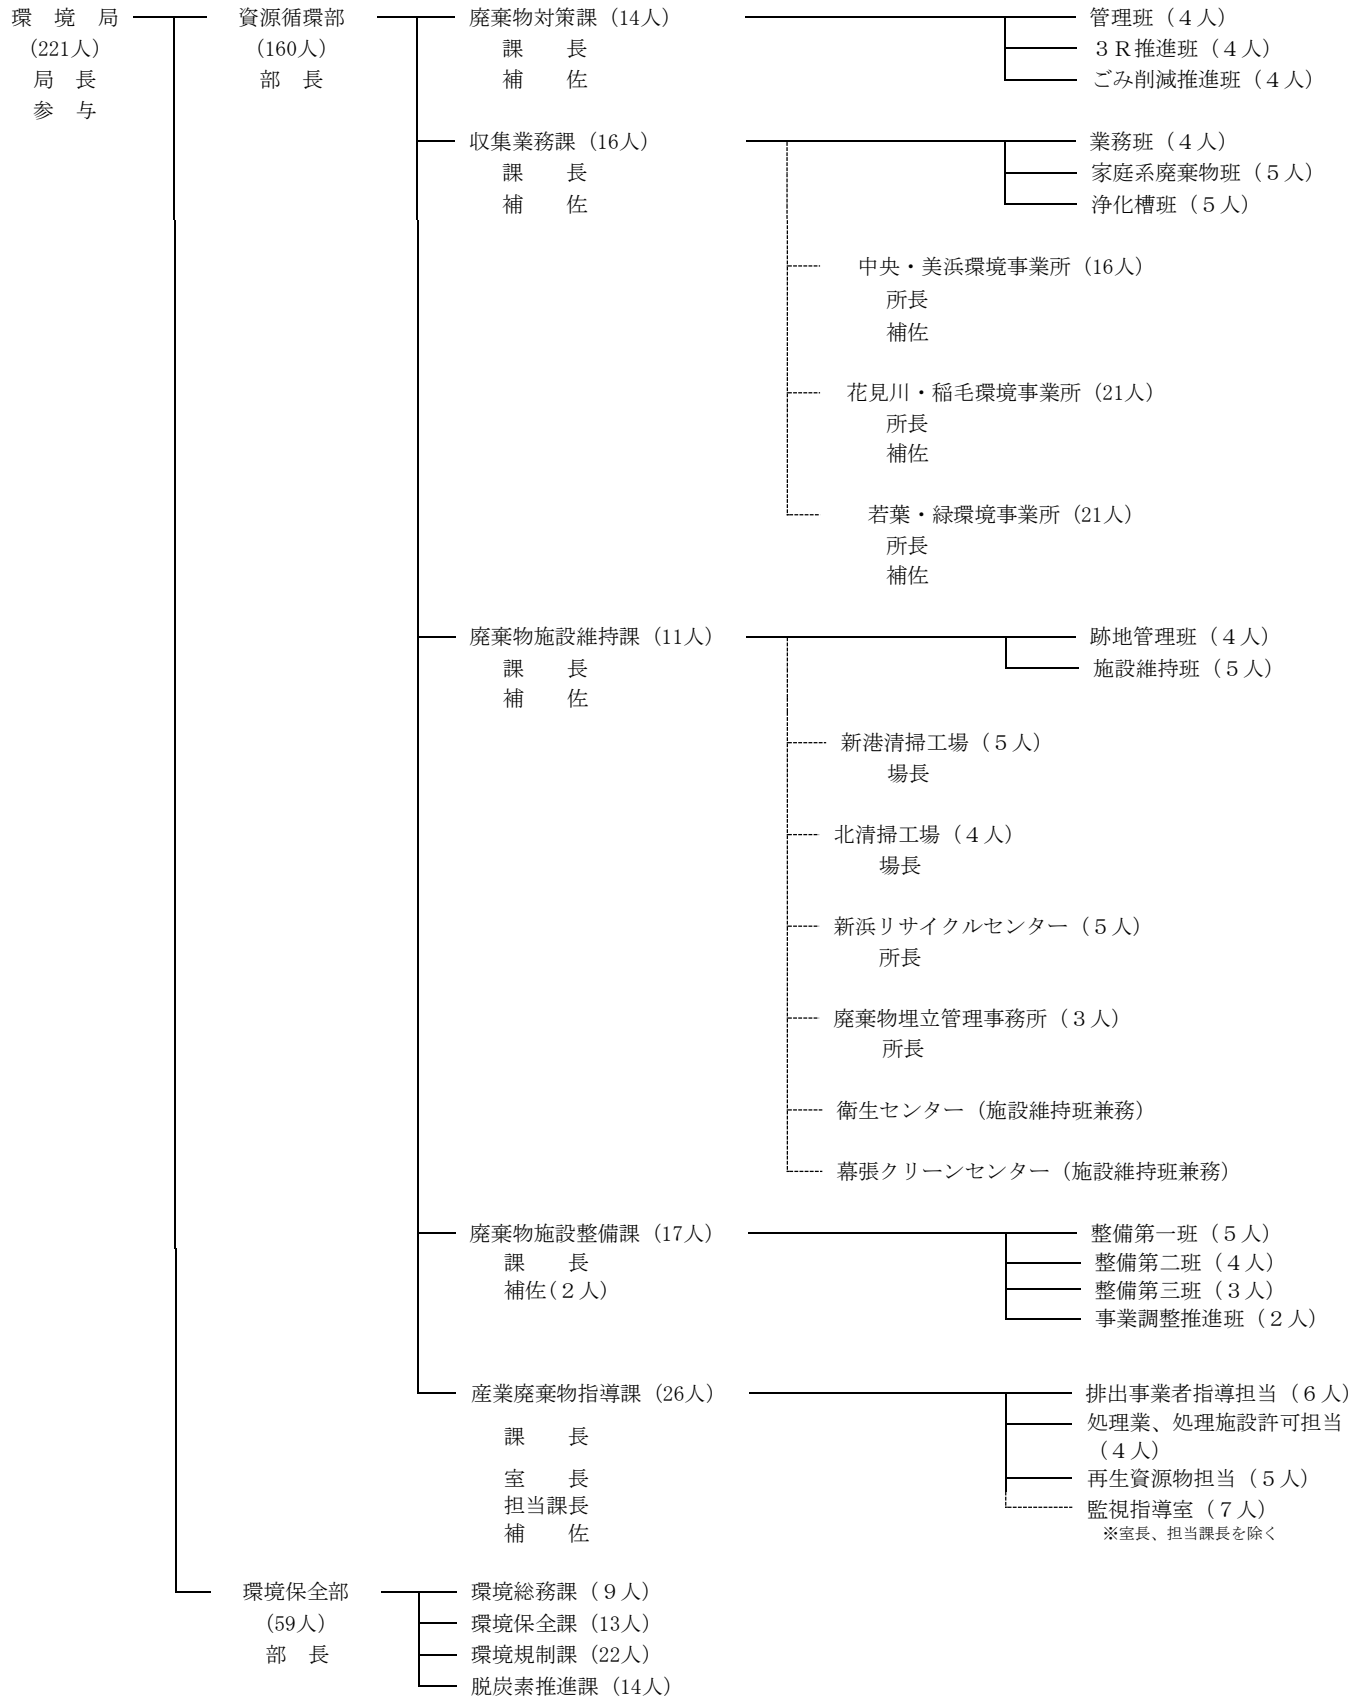 環 境 局 資源循環部 廃棄物対策課（14人） 管理班（４人）
（221人） （160人） 課 長 ３Ｒ推進班（４人）
局 長 部 長 補 佐 ごみ削減推進班（４人）
参 与
収集業務課（16人） 業務班（４人）
課 長 家庭系廃棄物班（５人）
補 佐 浄化槽班（５人）
中央・美浜環境事業所（16人）
所長
補佐
花見川・稲毛環境事業所（21人）
所長
補佐
若葉・緑環境事業所（21人）
所長
補佐
廃棄物施設維持課（11人） 跡地管理班（４人）
課 長 施設維持班（５人）
補 佐
新港清掃工場（５人）
場長
北清掃工場（４人）
場長
新浜リサイクルセンター（５人）
所長
廃棄物埋立管理事務所（３人）
所長
衛生センター（施設維持班兼務）
幕張クリーンセンター（施設維持班兼務）
廃棄物施設整備課（17人） 整備第一班（５人）
課 長 整備第二班（４人）
補佐(２人) 整備第三班（３人）
事業調整推進班（２人）
産業廃棄物指導課（26人） 排出事業者指導担当（６人）
課 長 処理業、処理施設許可担当
（４人）
室 長 再生資源物担当（５人）
担当課長 監視指導室（７人）
補 佐 ※室長、担当課長を除く
環境保全部 環境総務課（９人）
（59人） 環境保全課（13人）
部 長 環境規制課（22人）
脱炭素推進課（14人）